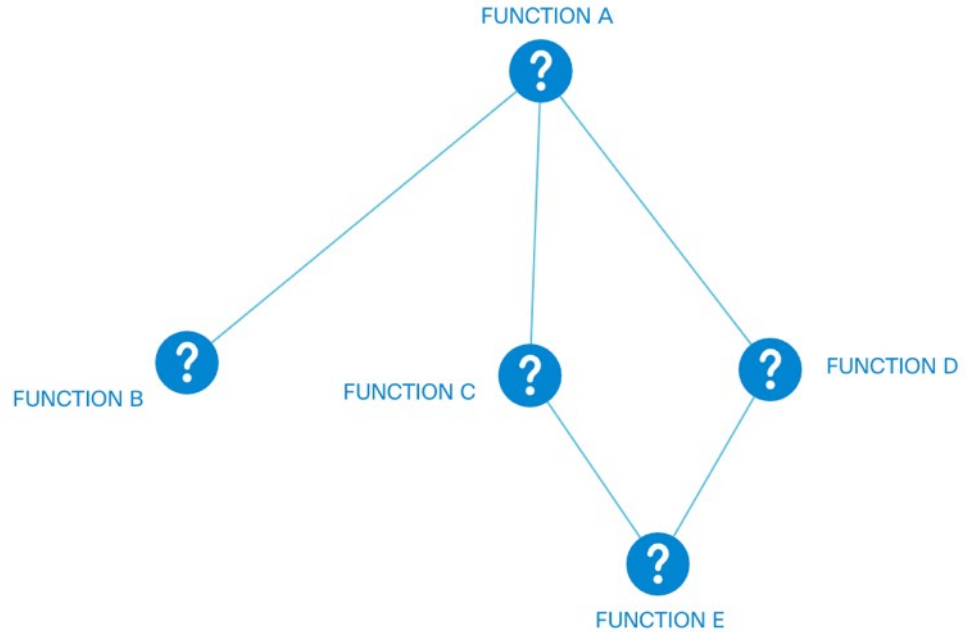 FUNCTION A
?
?
FUNCTION B
?
FUNCTION C
?
FUNCTION D
?
FUNCTION E